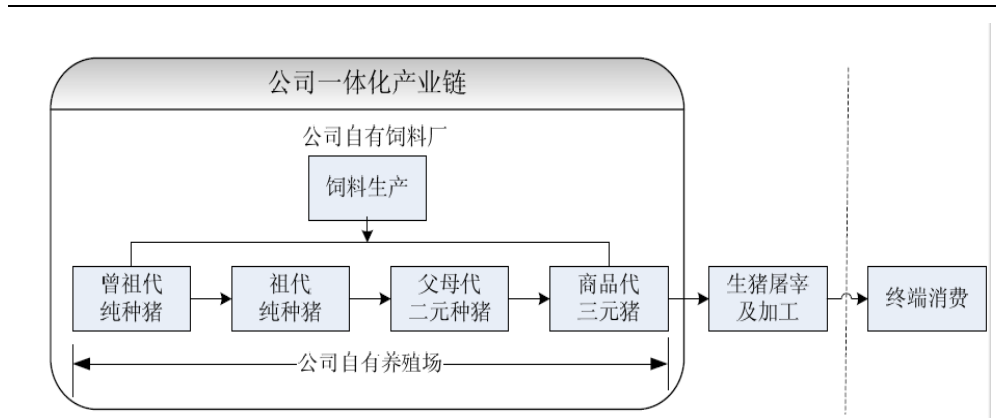 公司一体化产业链
公司自有饲料厂
饲料生产
曾祖代
纯种猪
祖代
纯种猪
父母代
二元种猪
商品代
三元猪
生猪屠宰
及加工
终端消费
公司自有养殖场